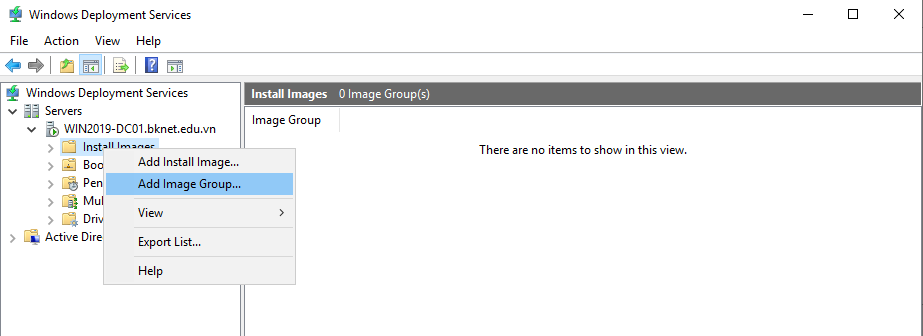 Windows Deployment Services
File Action View Help
Windows Deployment Services
Servers
WIN2019-DC01.bknet.edu.vn
Install Images
Boo
Pen
Mul
Driv
Active Dire
Add Install Image...
Add Image Group...
View
Export List...
Help
Install Images 0 Image Group(s)
Image Group
There are no items to show in this view.